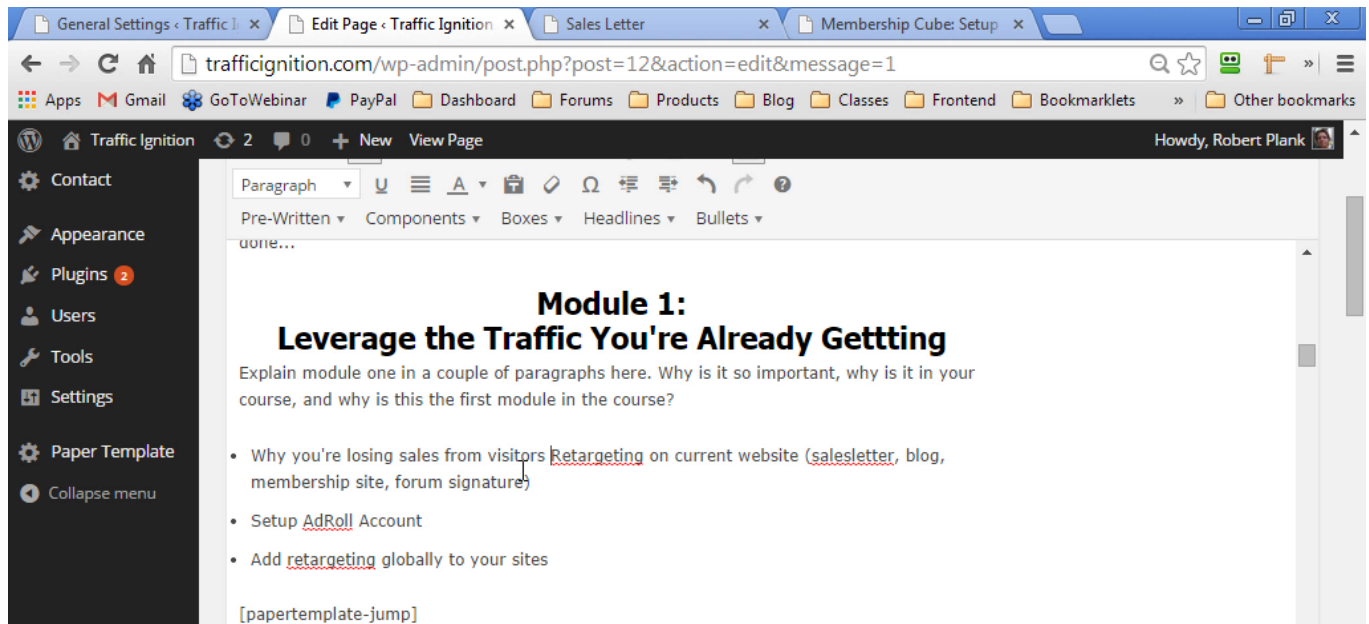 General Settings ‹ Traffic I
Edit Page ‹ Traffic Ignition
Sales Letter
Membership Cube: Setup
trafficignition.com/wp-admin/post.php?post=12&action=edit&message=1
Apps Gmail GoToWebinar PayPal Dashboard Forums Products Blog Classes Frontend Bookmarklets » Other bookmarks
Traffic Ignition 2 0 + New View Page Howdy, Robert Plank
Contact
Appearance
Plugins 2
Users
Tools
Settings
Paper Template
Collapse menu
Paragraph U A Ω
Pre-Written Components Boxes Headlines Bullets
done...
Module 1:
Leverage the Traffic You're Already Gettting
Explain module one in a couple of paragraphs here. Why is it so important, why is it in your
course, and why is this the first module in the course?
• Why you're losing sales from visitors Retargeting on current website (salesletter, blog,
membership site, forum signature)
• Setup AdRoll Account
• Add retargeting globally to your sites
[papertemplate-jump]